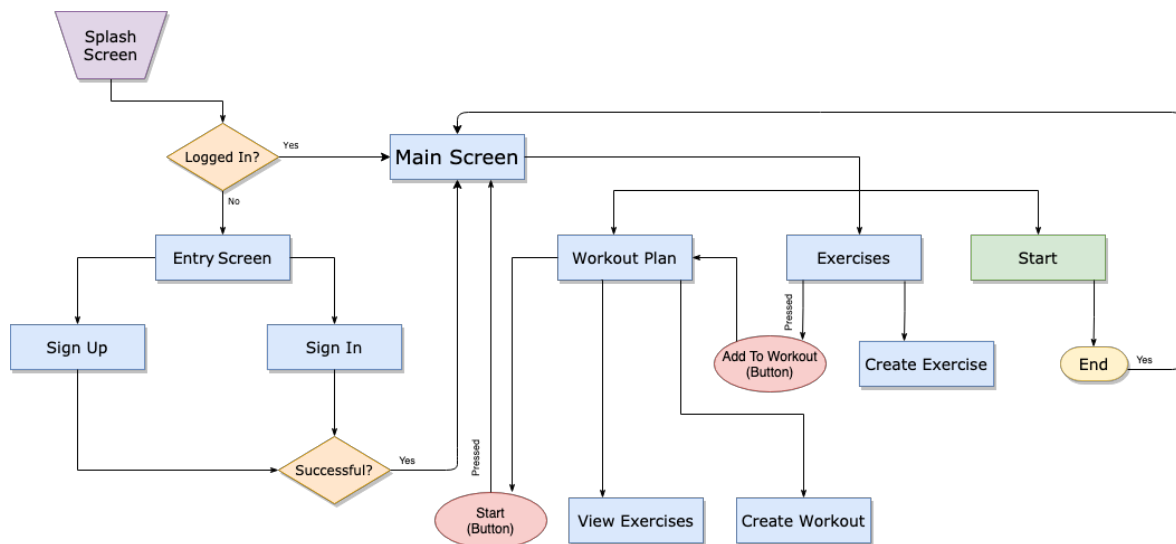 Splash
Screen
Logged In?
Yes
Main Screen
No
Entry Screen
Workout Plan
Exercises
Start
Sign Up
Sign In
Pressed
Add To Workout
(Button)
Create Exercise
End
Yes
Successful?
Yes
Pressed
Start
(Button)
View Exercises
Create Workout